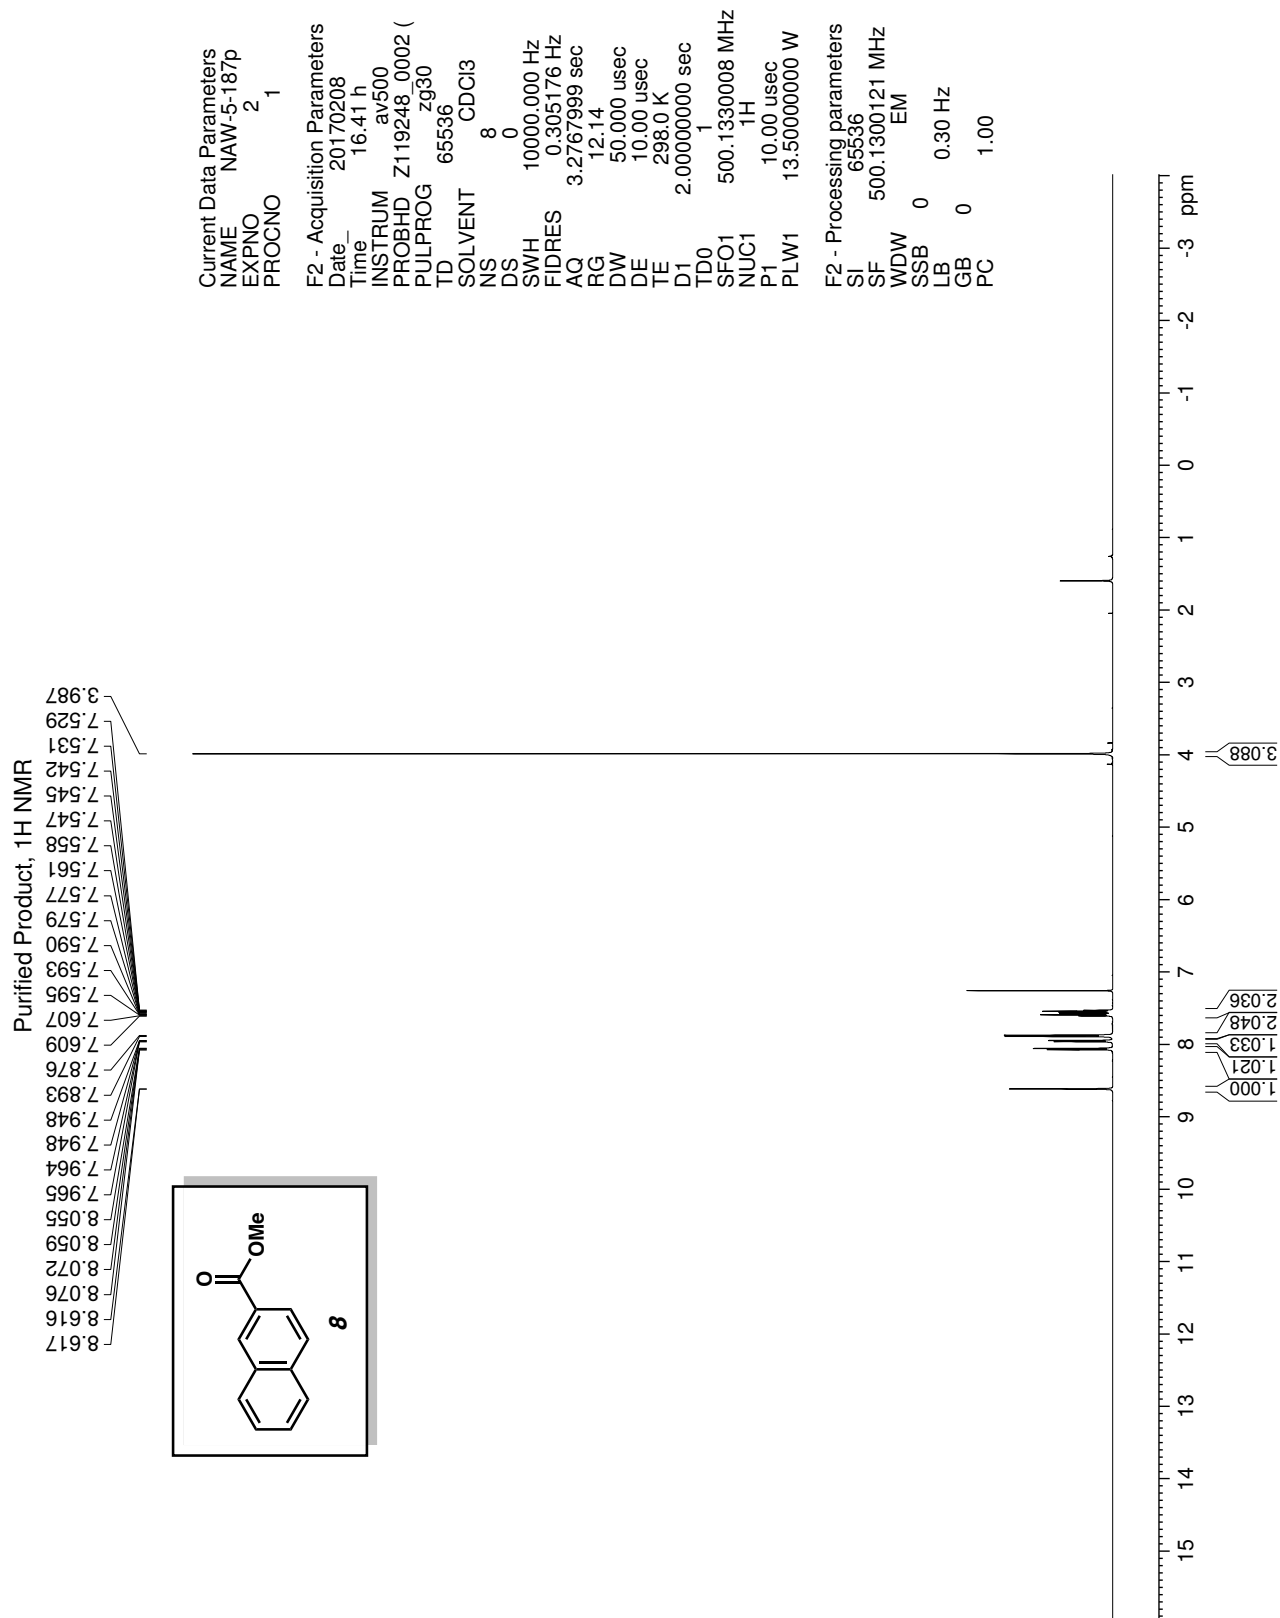 Purified Product, 1H NMR
8.617
8.616
8.076
8.072
8.059
8.055
7.965
7.964
7.948
7.948
7.893
7.876
7.609
7.607
7.595
7.593
7.590
7.579
7.577
7.561
7.558
7.547
7.545
7.542
7.531
7.529
3.987
O
OMe
8
Current Data Parameters
NAME NAW-5-187p
EXPNO 2
PROCNO 1
F2 - Acquisition Parameters
Date_ 20170208
Time 16.41 h
INSTRUM av500
PROBHD Z119248_0002 (
PULPROG zg30
TD 65536
SOLVENT CDCl3
NS 8
DS 0
SWH 10000.000 Hz
FIDRES 0.305176 Hz
AQ 3.2767999 sec
RG 12.14
DW 50.000 usec
DE 10.00 usec
TE 298.0 K
D1 2.00000000 sec
TD0 1
SFO1 500.1330008 MHz
NUC1 1H
P1 10.00 usec
PLW1 13.50000000 W
F2 - Processing parameters
SI 65536
SF 500.1300121 MHz
WDW EM
SSB 0
LB 0.30 Hz
GB 0
PC 1.00
15 14 13 12 11 10 9 8 7 6 5 4 3 2 1 0 -1 -2 -3 ppm
1.000
1.021
1.033
2.048
2.036
3.088